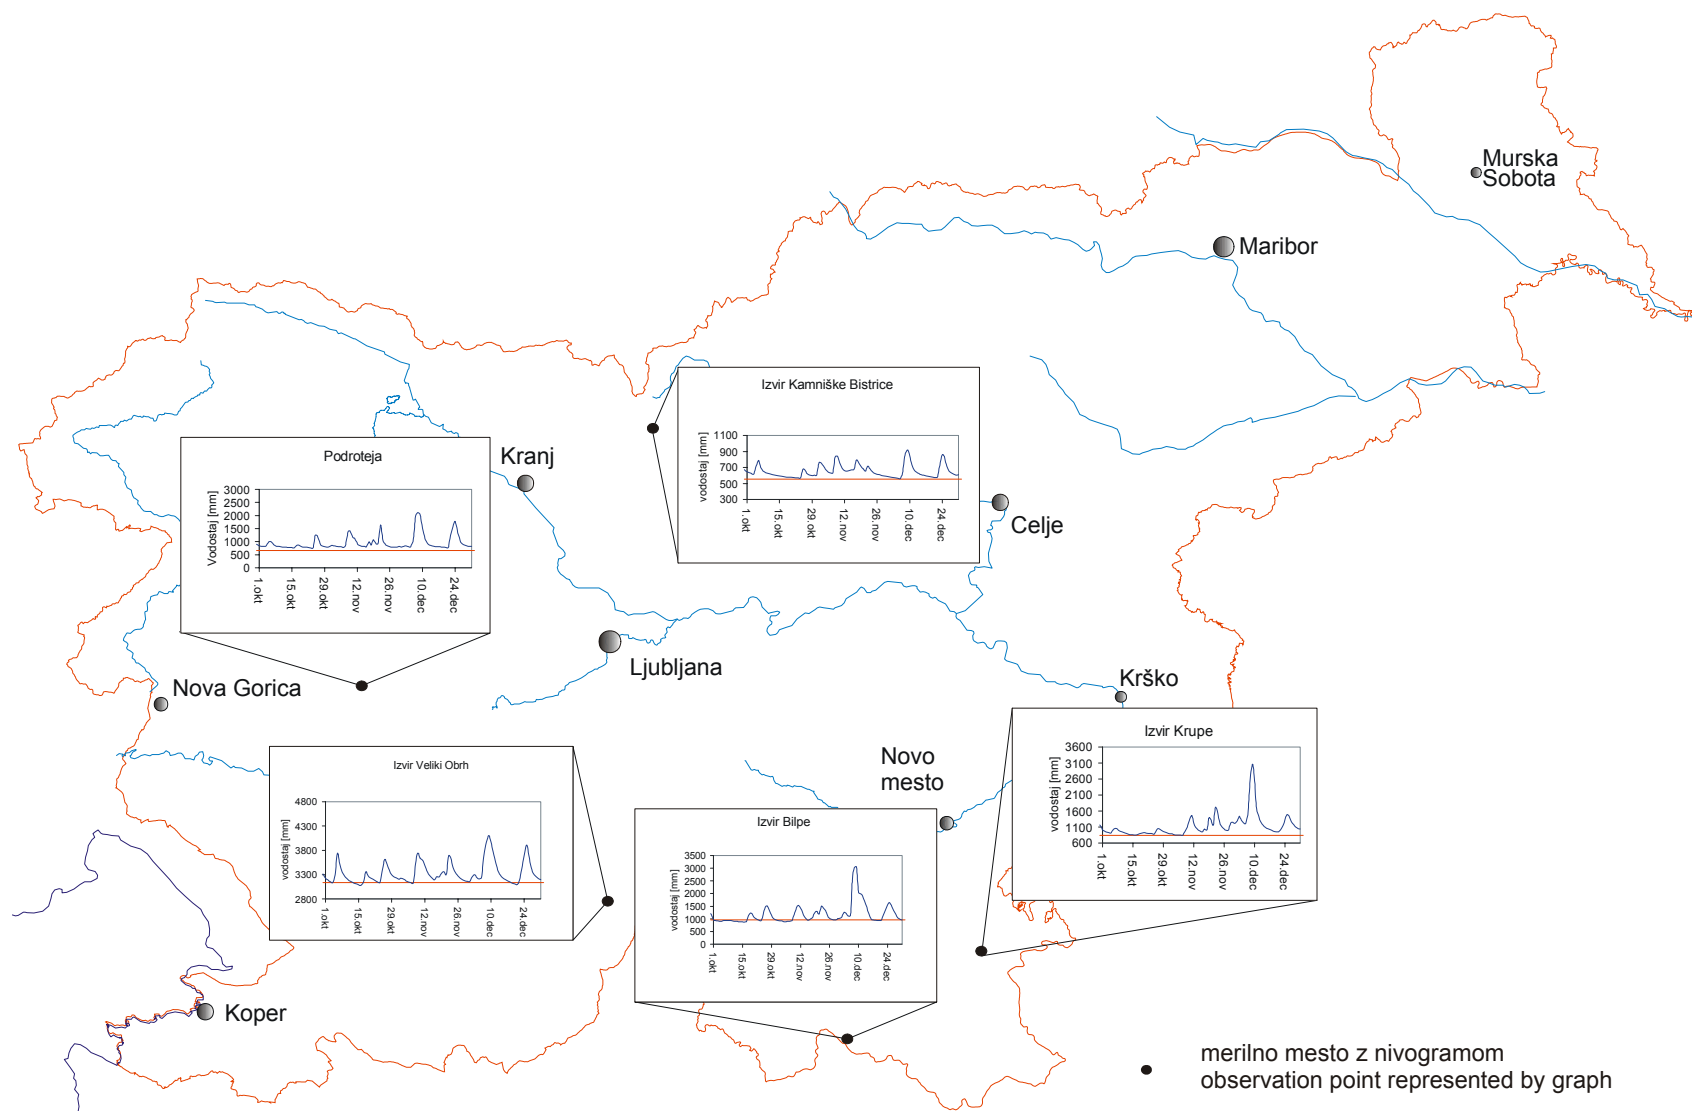 Murska
Sobota
Maribor
Izvir Kamniške Bistrice
vodostaj [mm]
1100
900
700
500
300
1.okt
15.okt
29.okt
12.nov
26.nov
10.dec
24.dec
Podroteja
Vodostaj [mm]
3000
2500
2000
1500
1000
500
0
1.okt
15.okt
29.okt
12.nov
26.nov
10.dec
24.dec
Kranj
Celje
Ljubljana
Nova Gorica
Krško
Izvir Krupe
vodostaj [mm]
3600
3100
2600
2100
1600
1100
600
1.okt
15.okt
29.okt
12.nov
26.nov
10.dec
24.dec
Izvir Veliki Obrh
vodostaj [mm]
4800
4300
3800
3300
2800
1.okt
15.okt
29.okt
12.nov
26.nov
10.dec
24.dec
Novo
mesto
Izvir Bilpe
vodostaj [mm]
3500
3000
2500
2000
1500
1000
500
0
1.okt
15.okt
29.okt
12.nov
26.nov
10.dec
24.dec
Koper
merilno mesto z nivogramom
observation point represented by graph